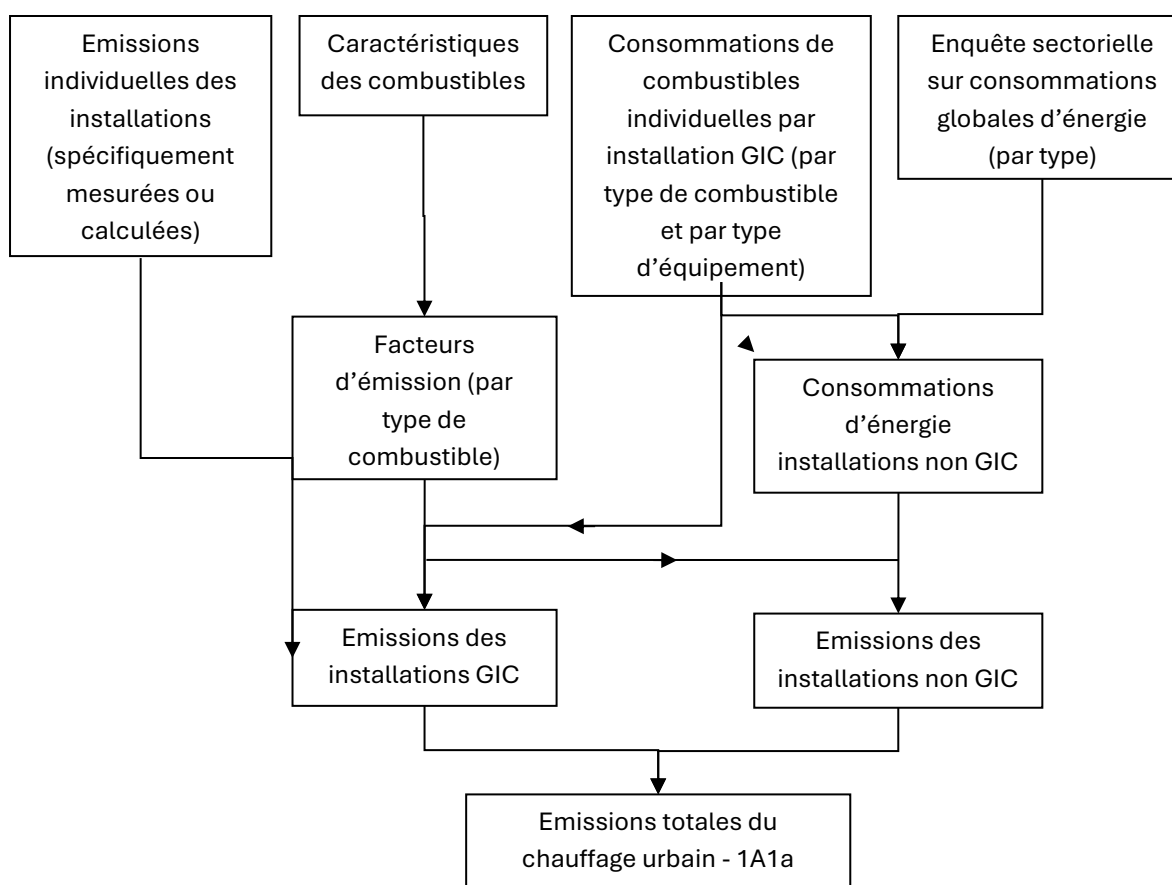 Emissions
individuelles des
installations
(spécifiquement
mesurées ou
calculées)
Caractéristiques
des combustibles
Consommations de
combustibles
individuelles par
installation GIC (par
type de combustible
et par type
d’équipement)
Enquête sectorielle
sur consommations
globales d’énergie
(par type)
Facteurs
d’émission (par
type de
combustible)
Consommations
d’énergie
installations non GIC
Emissions des
installations GIC
Emissions des
installations non GIC
Emissions totales du
chauffage urbain - 1A1a